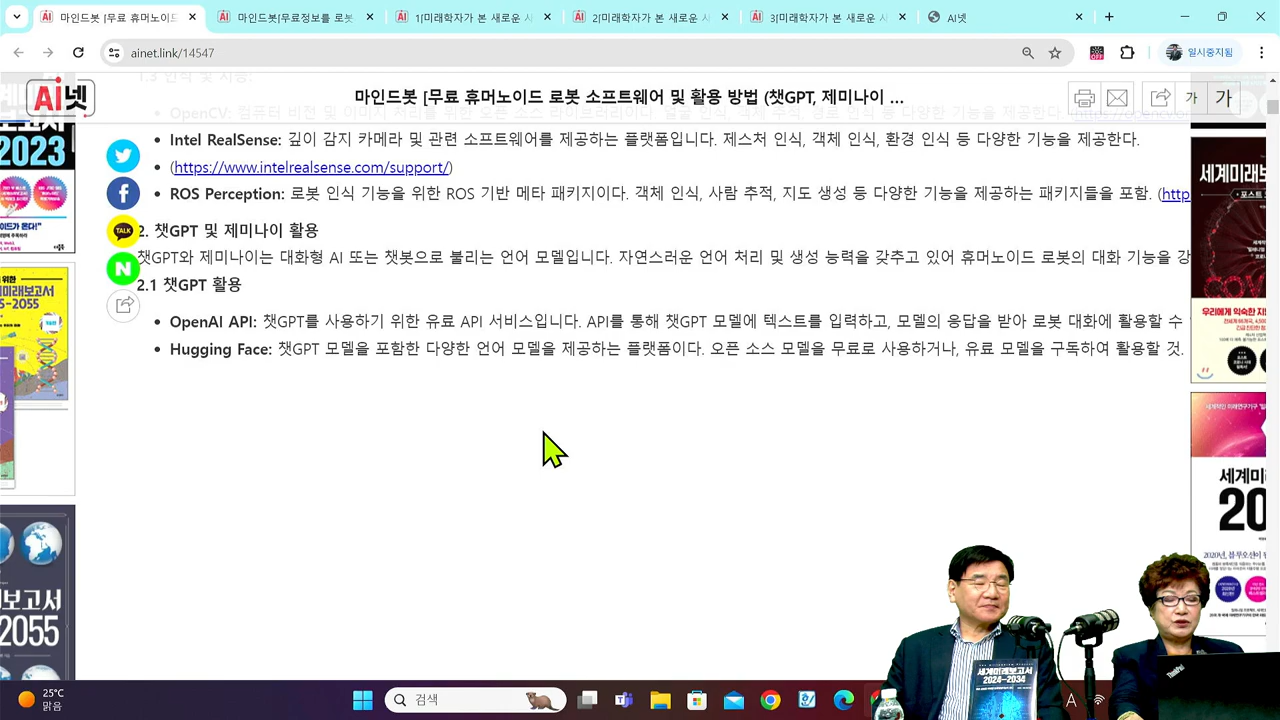 마인드봇 [무료 휴머노이드
마인드봇[무료정보를 로봇
1[미래학자가 본 새로운 시
2[미래학자가 본 새로운 시
3[미래학자가 본 새로운 시
AI넷
ainet.link/14547
일시중지됨
OFF
Ai넷
마인드봇 [무료 휴머노이드 로봇 소프트웨어 및 활용 방법 (챗GPT, 제미나이 ...
가
가
Intel RealSense: 깊이 감지 카메라 및 관련 소프트웨어를 제공하는 플랫폼입니다. 제스처 인식, 객체 인식, 환경 인식 등 다양한 기능을 제공한다.
(https://www.intelrealsense.com/support/)
ROS Perception: 로봇 인식 기능을 위한 ROS 기반 메타 패키지이다. 객체 인식, 사람 추적, 지도 생성 등 다양한 기능을 제공하는 패키지들을 포함. (http
TALK
2. 챗GPT 및 제미나이 활용
챗GPT와 제미나이는 대화형 AI 또는 챗봇으로 불리는 언어 모델입니다. 자연스러운 언어 처리 및 생성 능력을 갖추고 있어 휴머노이드 로봇의 대화 기능을 강
2.1 챗GPT 활용
OpenAI API: 챗GPT를 사용하기 위한 유료 API 서비스입니다. API를 통해 챗GPT 모델에 텍스트를 입력하고, 모델의 응답을 받아 로봇 대화에 활용할 수
Hugging Face: 챗GPT 모델을 포함한 다양한 언어 모델을 제공하는 플랫폼이다. 오픈 소스 모델을 무료로 사용하거나, 유료 모델을 구독하여 활용할 것.
2023
미래보고서
5-2055
보고서
2055
세계미래보
COV
세계미래
20
세계미래보고서
2024-2034
25°C
맑음
검색
A